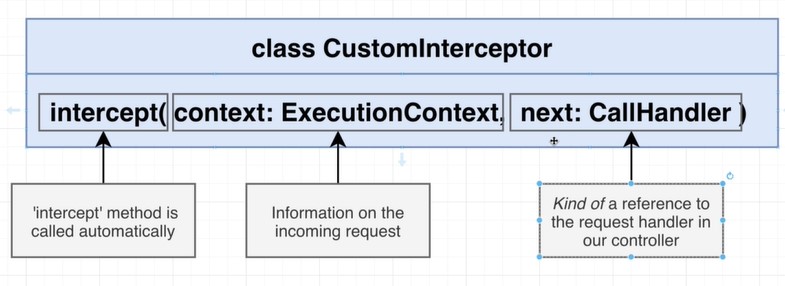 class CustomInterceptor
intercept( context: ExecutionContext, next: CallHandler )
'intercept' method is
called automatically
Information on the
incoming request
Kind of a reference to
the request handler in
our controller